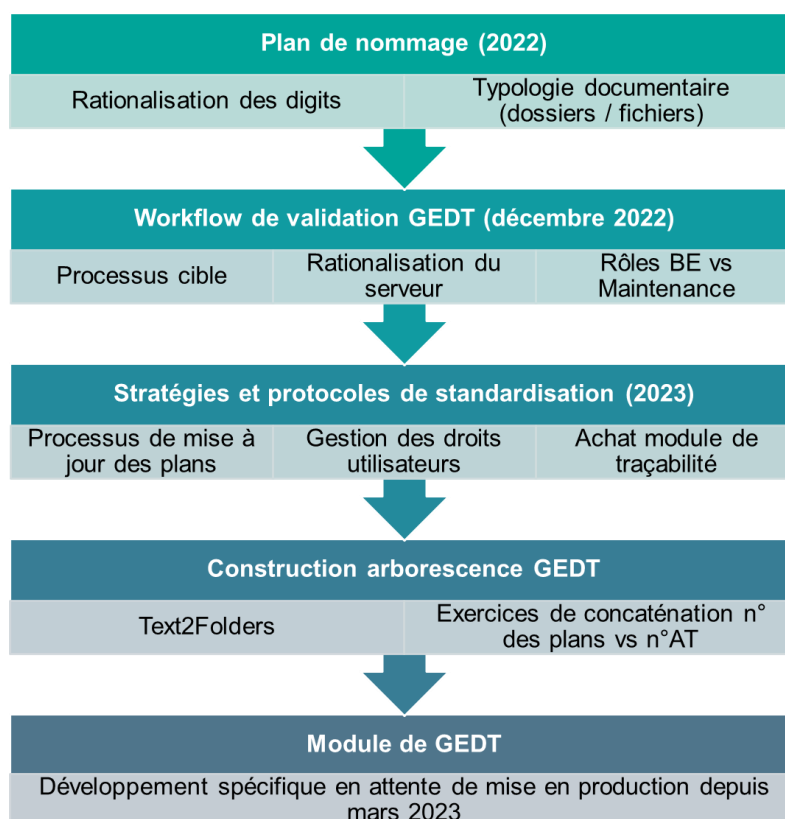 Plan de nommage (2022)
Rationalisation des digits
Typologie documentaire
(dossiers / fichiers)
Workflow de validation GEDT (décembre 2022)
Processus cible
Rationalisation du
serveur
Rôles BE vs
Maintenance
Stratégies et protocoles de standardisation (2023)
Processus de mise à
jour des plans
Gestion des droits
utilisateurs
Achat module de
traçabilité
Construction arborescence GEDT
Text2Folders
Exercices de concaténation n°
des plans vs n°AT
Module de GEDT
Développement spécifique en attente de mise en production depuis
mars 2023